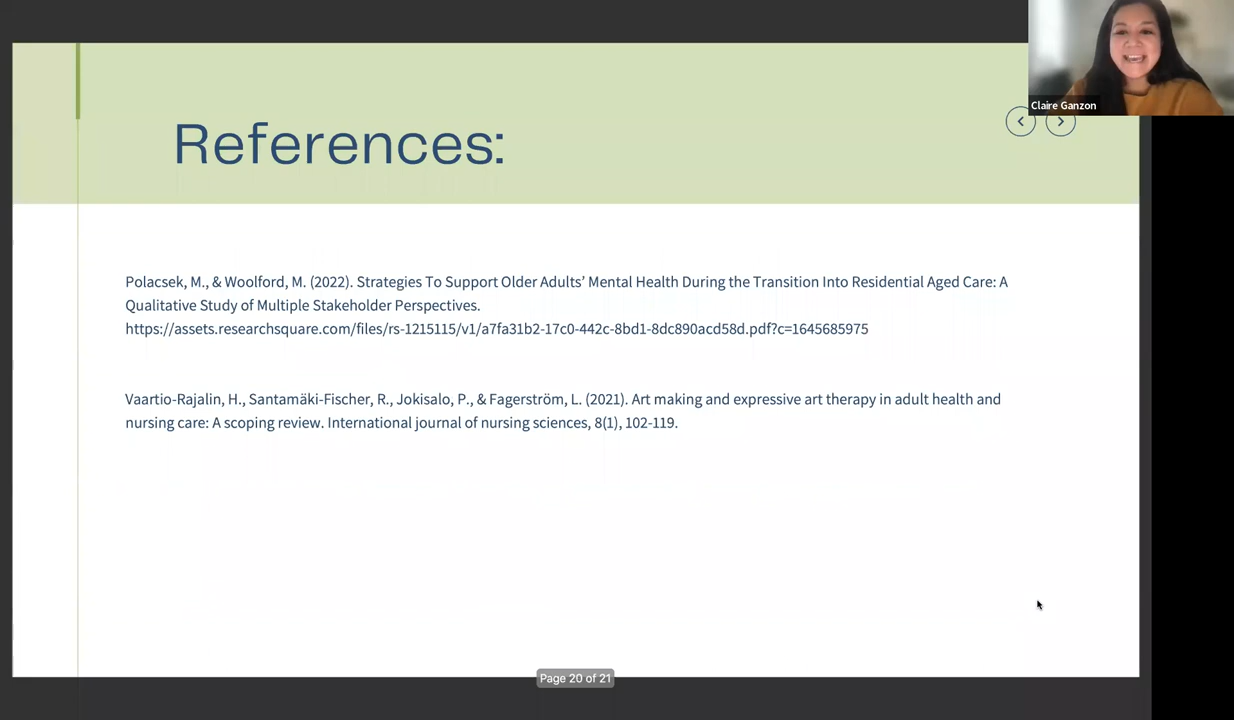 References:
Claire Ganzon
Polacsek, M., & Woolford, M. (2022). Strategies To Support Older Adults’ Mental Health During the Transition Into Residential Aged Care: A
Qualitative Study of Multiple Stakeholder Perspectives.
https://assets.researchsquare.com/files/rs-1215115/v1/a7fa31b2-17c0-442c-8bd1-8dc890acd58d.pdf?c=1645685975
Vaartio-Rajalin, H., Santamäki-Fischer, R., Jokisalo, P., & Fagerström, L. (2021). Art making and expressive art therapy in adult health and
nursing care: A scoping review. International journal of nursing sciences, 8(1), 102-119.
Page 20 of 21